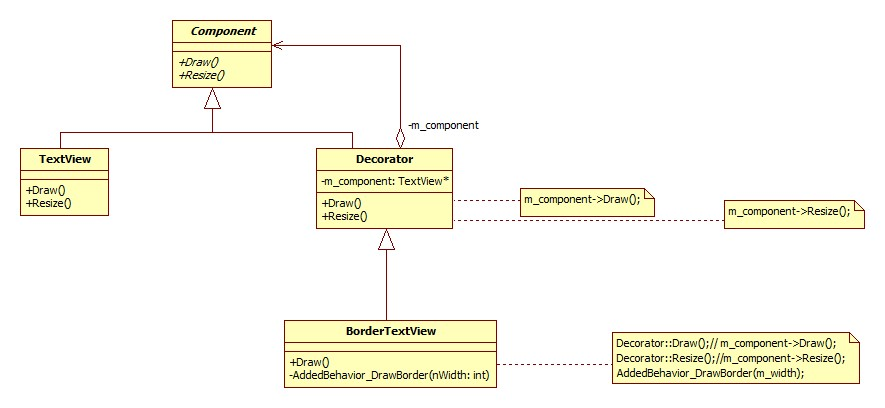 Component
+Draw()
+Resize()
-m_component
TextView
+Draw()
+Resize()
Decorator
-m_component: TextView*
+Draw()
+Resize()
m_component->Draw();
m_component->Resize();
BorderTextView
+Draw()
-AddedBehavior_DrawBorder(nWidth: int)
Decorator::Draw();// m_component->Draw();
Decorator::Resize();//m_component->Resize();
AddedBehavior_DrawBorder(m_width);